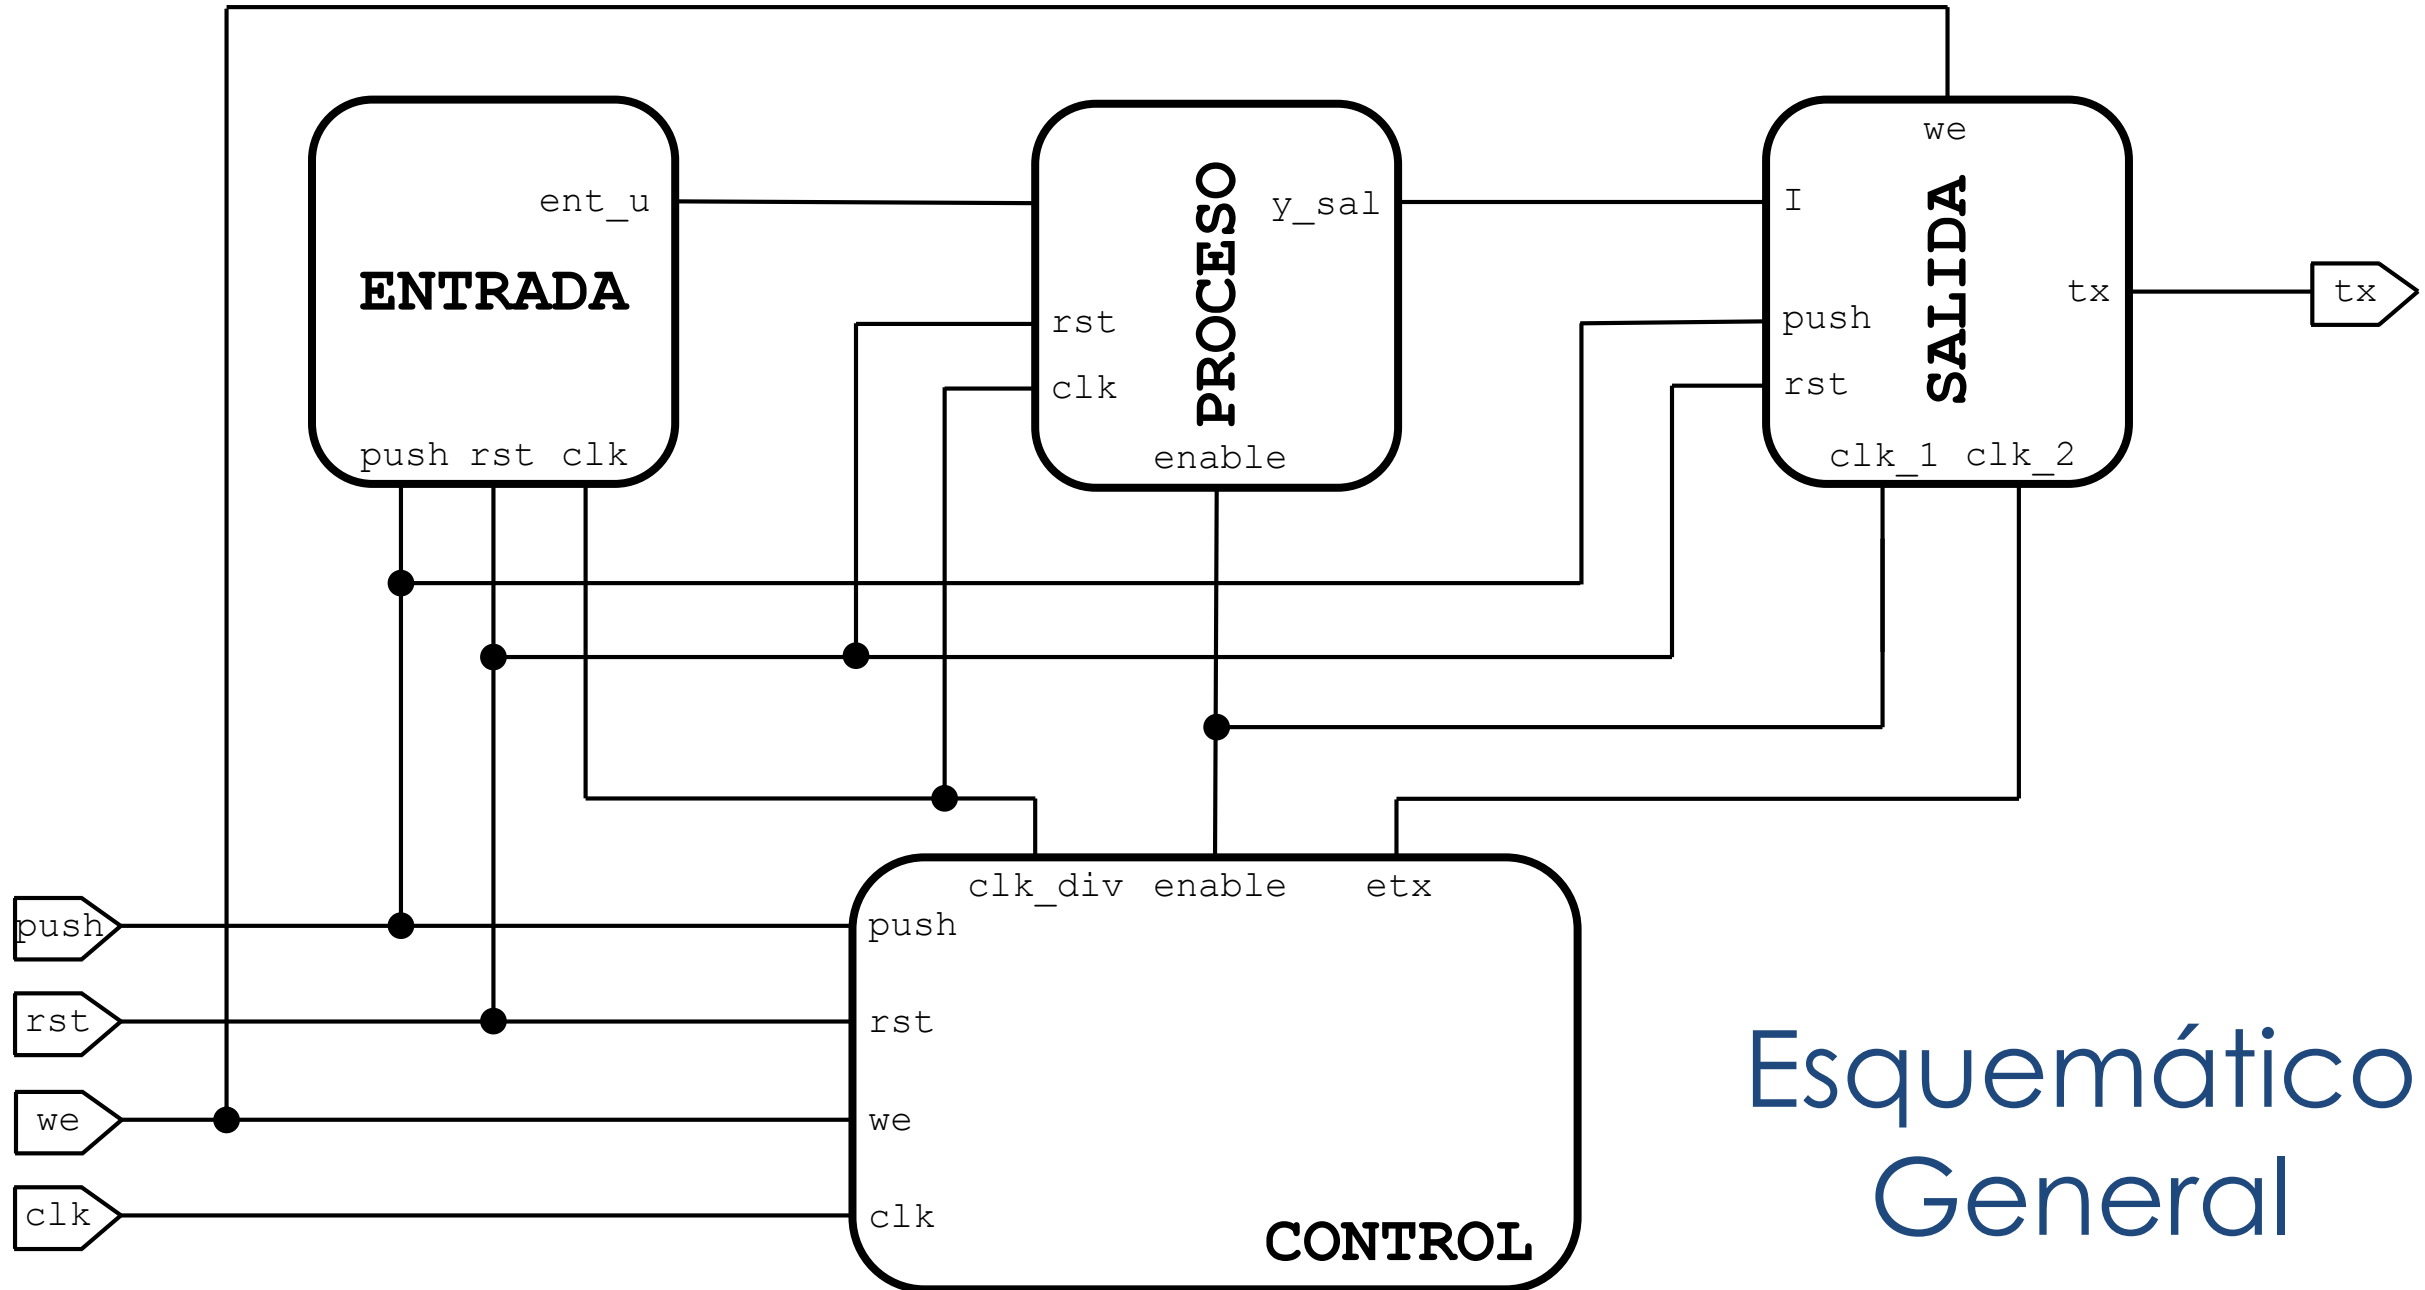 we
ent_u
y_sal
I
ENTRADA
PROCESO
SALIDA
tx
tx
rst
push
clk
rst
push rst clk
enable
clk_1 clk_2
clk_div enable etx
push
push
rst
rst
we
we
clk
clk
CONTROL
Esquemático
General